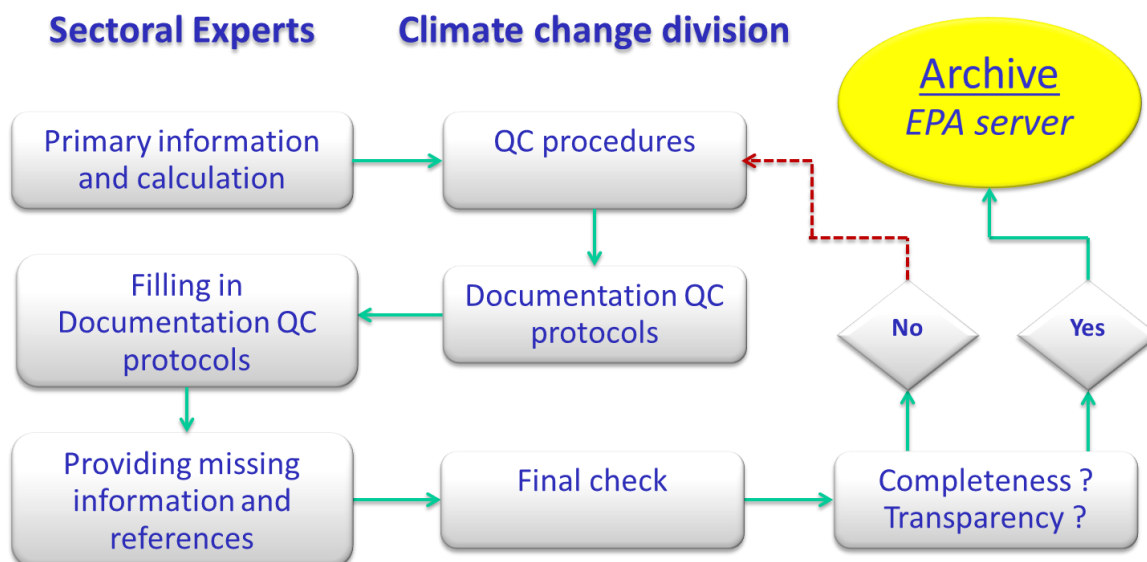 Sectoral Experts
Climate change division
Archive
EPA server
Primary information
and calculation
QC procedures
Filling in
Documentation QC
protocols
Documentation QC
protocols
No
Yes
Providing missing
information and
references
Final check
Completeness ?
Transparency ?